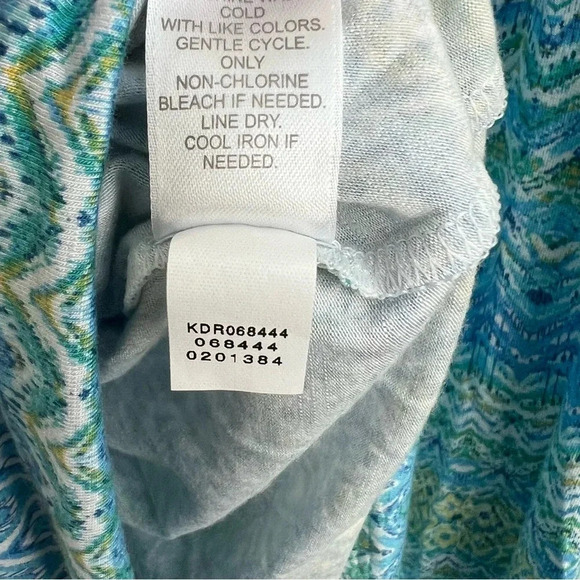 COLD
WITH LIKE COLORS.
GENTLE CYCLE.
ONLY
NON-CHLORINE
BLEACH IF NEEDED.
LINE DRY.
COOL IRON IF
NEEDED.
KDR068444
068444
0201384